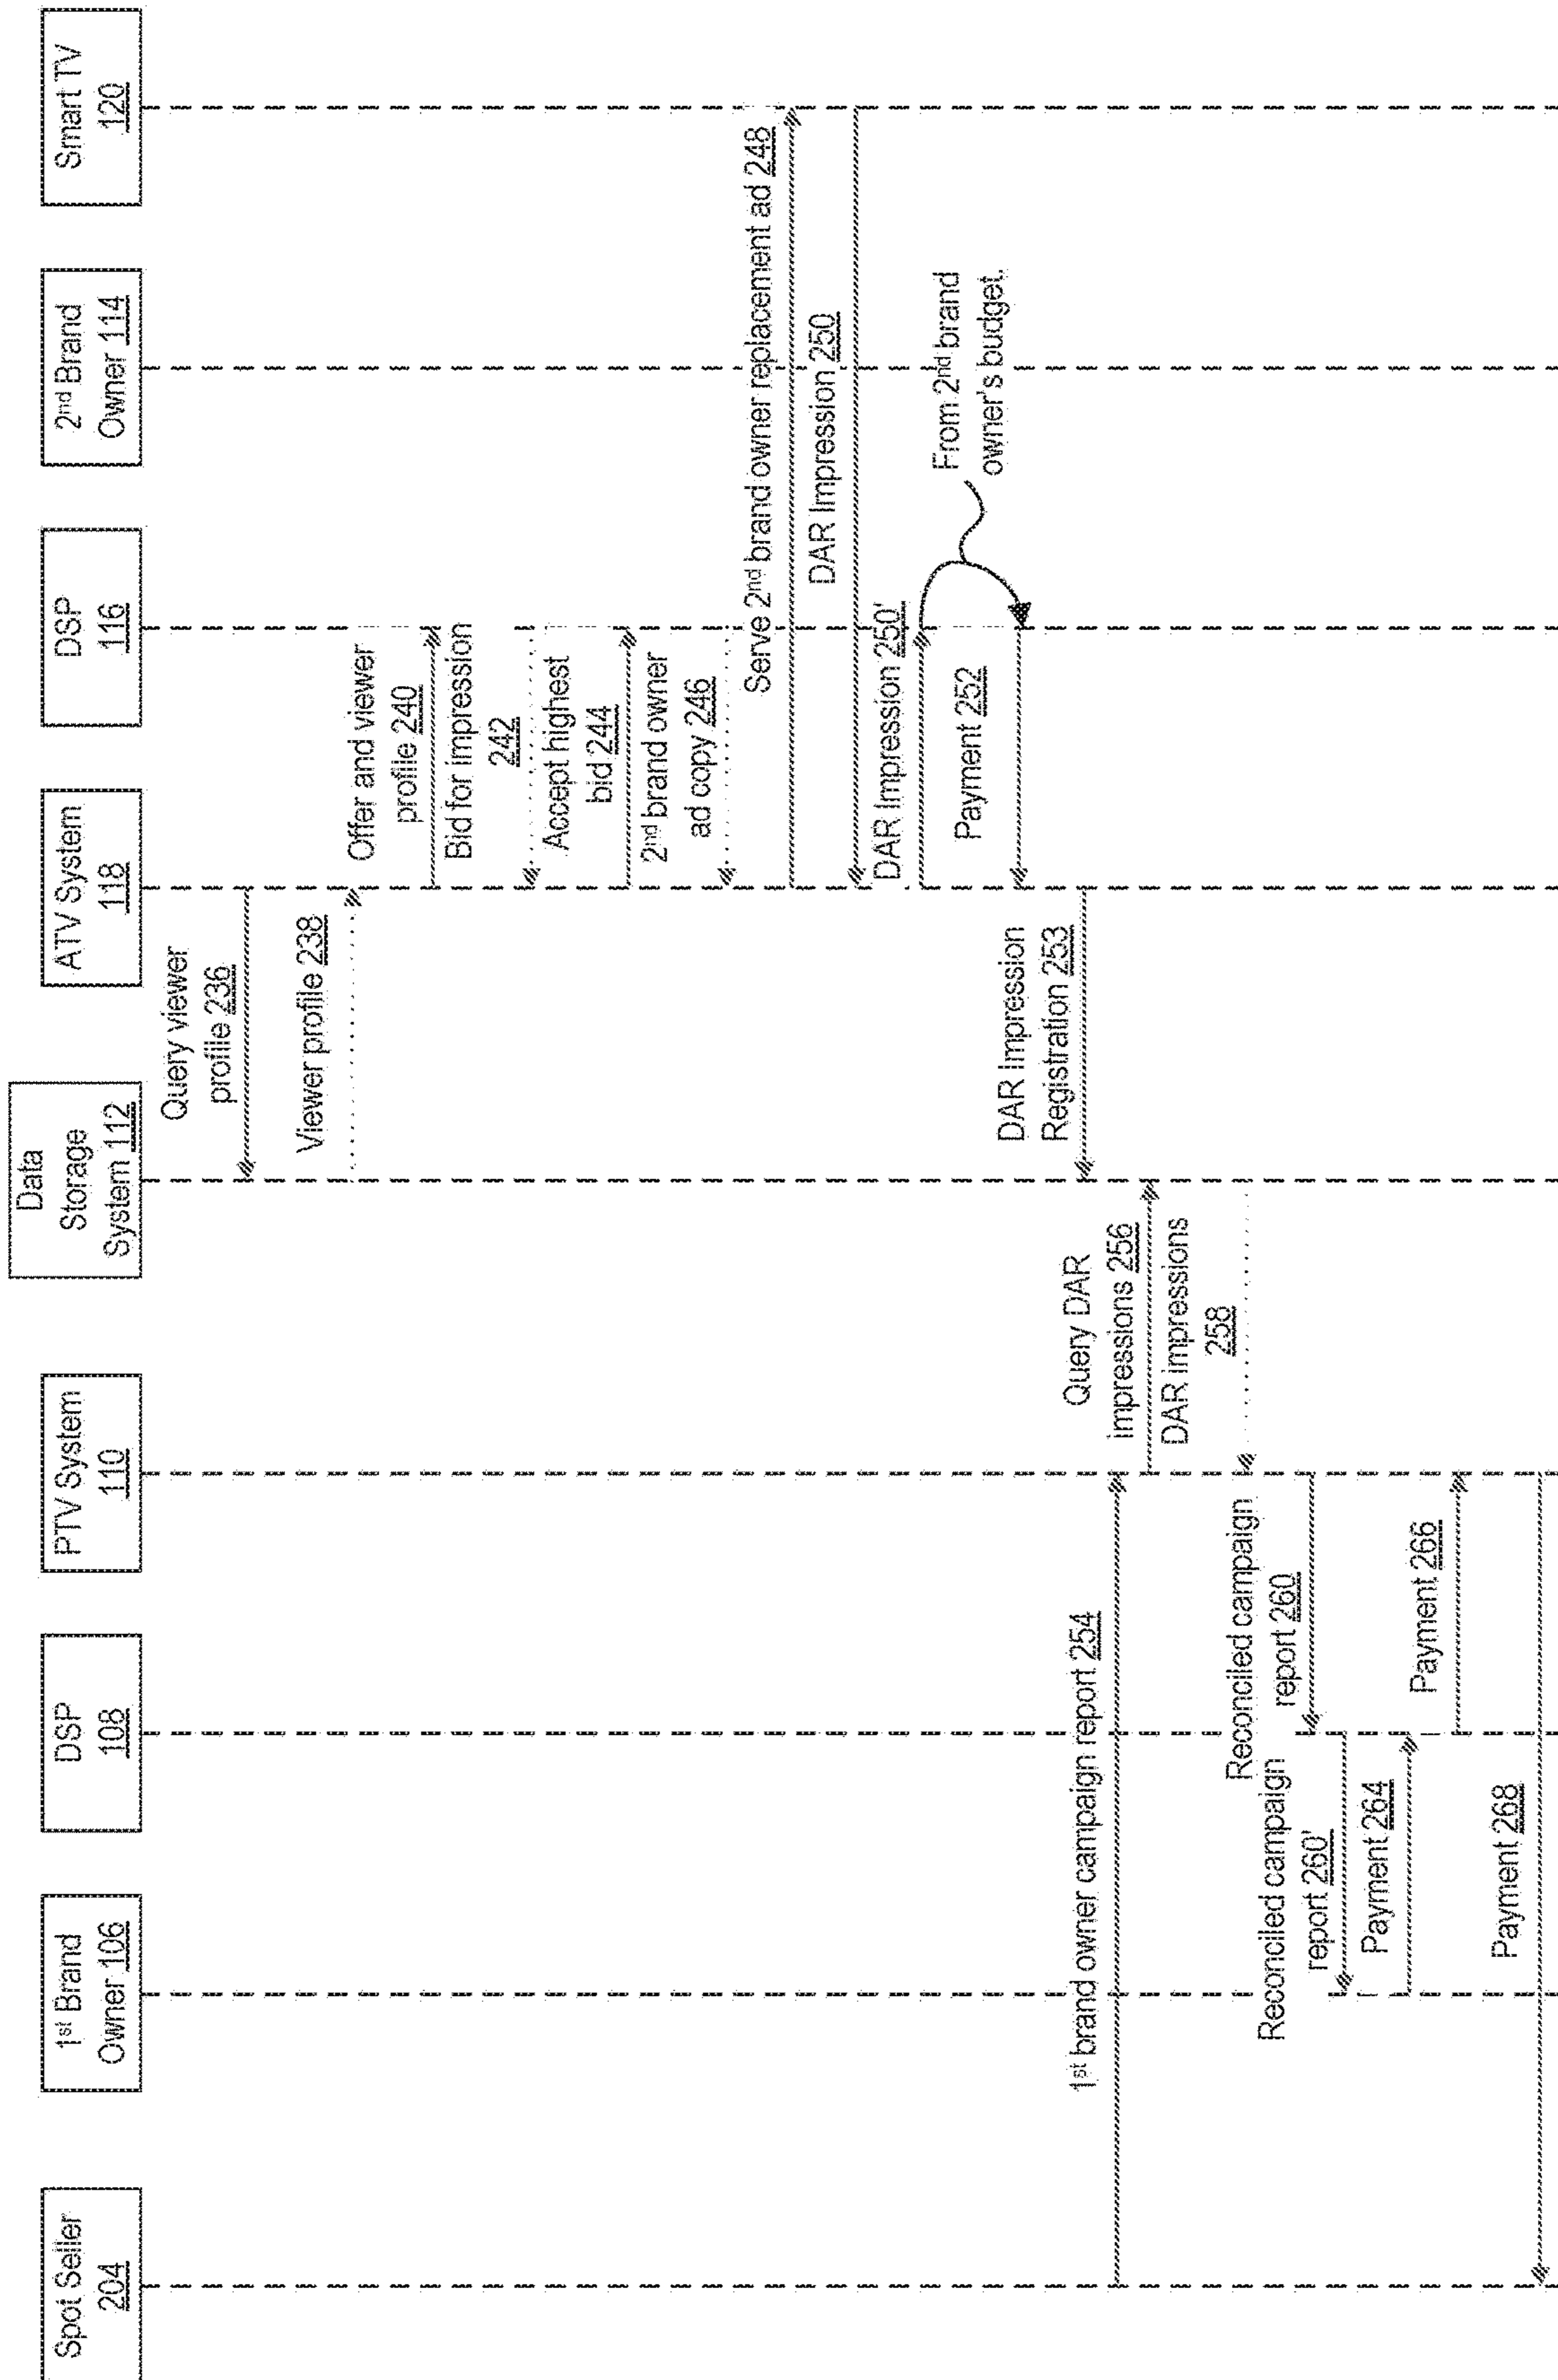 Spot Seller
204
1st Brand
Owner 106
DSP
108
PTV System
110
Data
Storage
System 112
ATV System
118
DSP
116
2nd Brand
Owner 114
Smart TV
120
Query viewer
profile 236
Viewer profile 238
Offer and viewer
profile 240
Bid for impression
242
Accept highest
bid 244
2nd brand owner
ad copy 246
Serve 2nd brand owner replacement ad 248
DAR Impression 250
DAR Impression 250'
From 2nd brand
owner's budget.
Payment 252
DAR Impression
Registration 253
1st brand owner campaign report 254
Query DAR
impressions 256
DAR impressions
258
Reconciled campaign
report 260
Reconciled campaign
report 260'
Payment 264
Payment 266
Payment 268